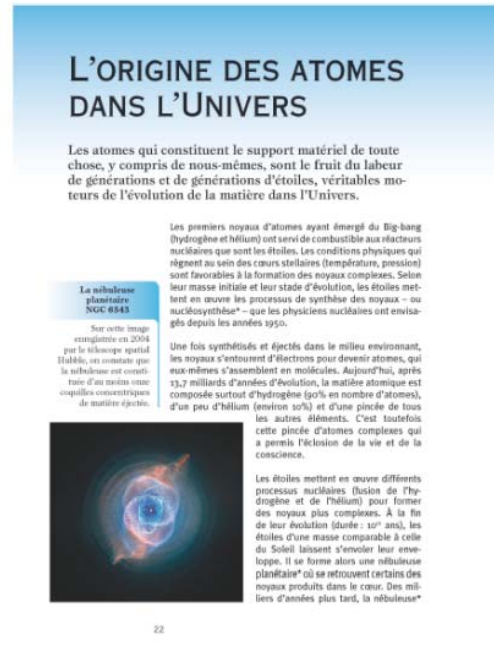 L'ORIGINE DES ATOMES
DANS L'UNIVERS
Les atomes qui constituent le support matériel de toute
chose, y compris de nous-mêmes, sont le fruit du labeur
de générations et de générations d'étoiles, véritables mo-
teurs de l'évolution de la matière dans l'Univers.
Les premiers noyaux d'atomes ayant émergé du Big-bang
(hydrogène et hélium) ont servi de combustible aux réacteurs
nucléaires que sont les étoiles. Les conditions physiques qui
règnent au sein des cœurs stellaires (température, pression)
sont favorables à la formation des noyaux complexes. Selon
leur masse initiale et leur stade d'évolution, les étoiles met-
tent en œuvre les processus de synthèse des noyaux – ou
nucléosynthèse* – que les physiciens nucléaires ont envisa-
gés depuis les années 1950.
La nébuleuse
planétaire
NGC 6543
Sur cette image
enregistrée en 2004
par le télescope spatial
Hubble, on constate que
la nébuleuse est consti-
tuée d'au moins onze
coquilles concentriques
de matière éjectée.
Une fois synthétisés et éjectés dans le milieu environnant,
les noyaux s'entourent d'électrons pour devenir atomes, qui
eux-mêmes s'assemblent en molécules. Aujourd'hui, après
13,7 milliards d'années d'évolution, la matière atomique est
composée surtout d'hydrogène (90% en nombre d'atomes),
d'un peu d'hélium (environ 10%) et d'une pincée de tous
les autres éléments. C'est toutefois
cette pincée d'atomes complexes qui
a permis l'éclosion de la vie et de la
conscience.
Les étoiles mettent en œuvre différents
processus nucléaires (fusion de l'hy-
drogène et de l'hélium) pour former
des noyaux plus complexes. À la fin
de leur évolution (durée : ans), les
étoiles d'une masse comparable à celle
du Soleil laissent s'envoler leur enve-
loppe. Il se forme alors une nébuleuse
planétaire* où se retrouvent certains des
noyaux produits dans le cœur. Des mil-
liers d'années plus tard, la nébuleuse*
22